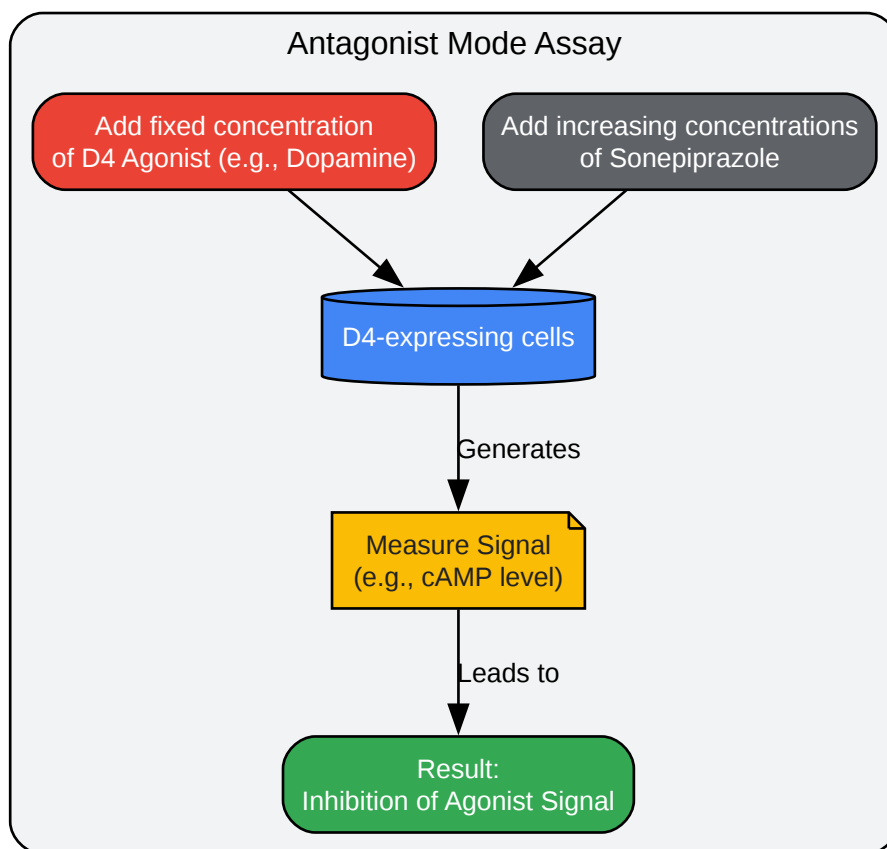 Antagonist Mode Assay
Add fixed concentration
of D4 Agonist (e.g., Dopamine)
Add increasing concentrations
of Sonepiprazole
D4-expressing cells
Generates
Measure Signal
(e.g., cAMP level)
Leads to
Result:
Inhibition of Agonist Signal